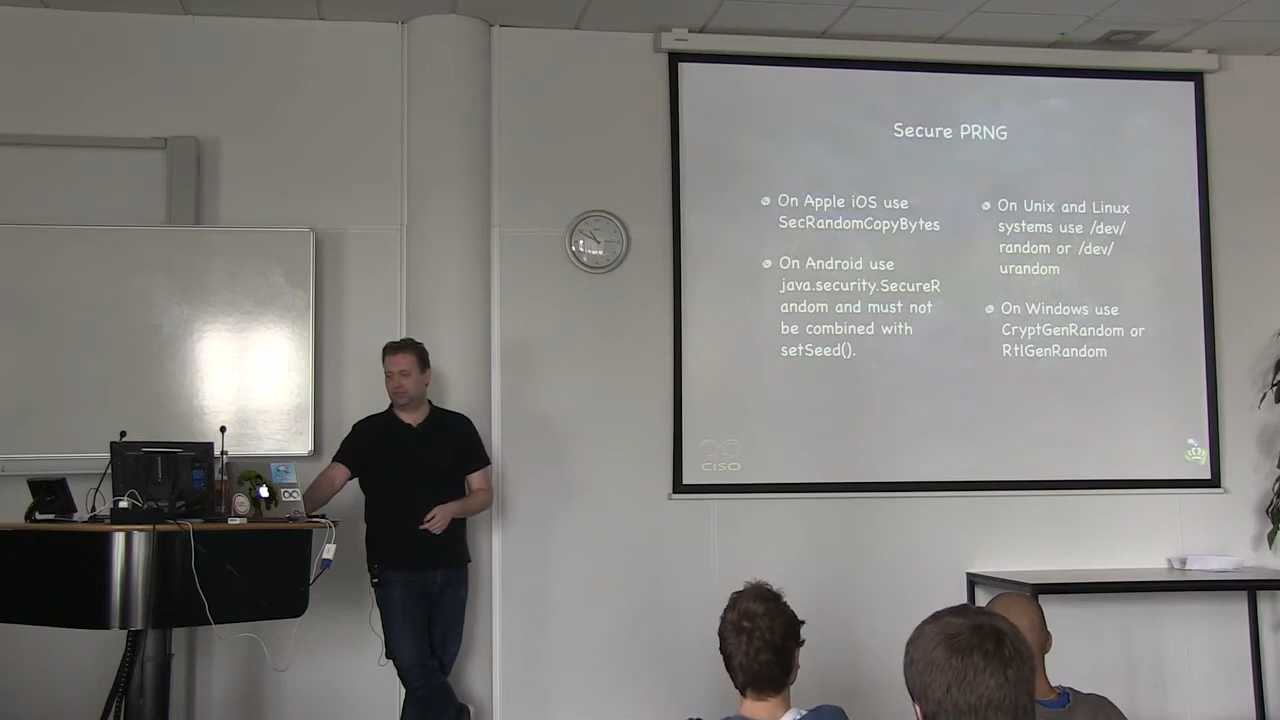 Secure PRNG
On Apple iOS use
SecRandomCopyBytes
On Android use
java.security.SecureR
andom and must not
be combined with
setSeed().
On Unix and Linux
systems use /dev/
random or /dev/
urandom
On Windows use
CryptGenRandom or
RtlGenRandom
CISO